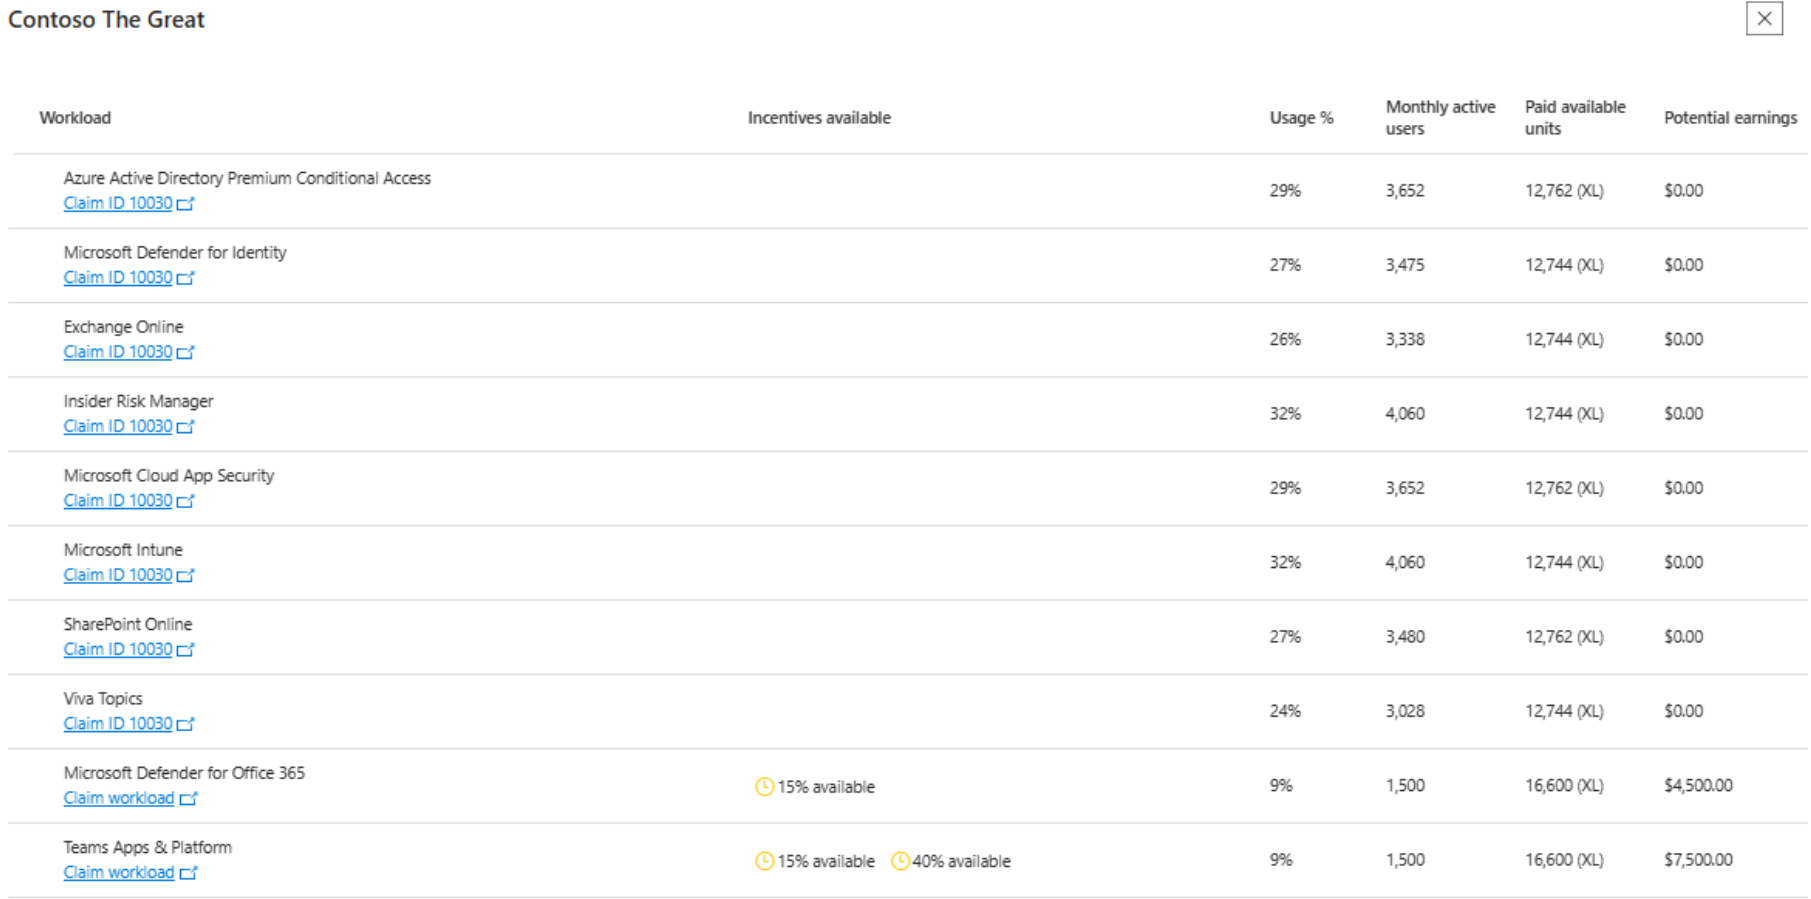 Contoso The Great
Workload Incentives available Usage % Monthly active users Paid available units Potential earnings
Azure Active Directory Premium Conditional Access
Claim ID 10030 29% 3,652 12,762 (XL) $0.00
Microsoft Defender for Identity
Claim ID 10030 27% 3,475 12,744 (XL) $0.00
Exchange Online
Claim ID 10030 26% 3,338 12,744 (XL) $0.00
Insider Risk Manager
Claim ID 10030 32% 4,060 12,744 (XL) $0.00
Microsoft Cloud App Security
Claim ID 10030 29% 3,652 12,762 (XL) $0.00
Microsoft Intune
Claim ID 10030 32% 4,060 12,744 (XL) $0.00
SharePoint Online
Claim ID 10030 27% 3,480 12,762 (XL) $0.00
Viva Topics
Claim ID 10030 24% 3,028 12,744 (XL) $0.00
Microsoft Defender for Office 365
Claim workload 15% available 9% 1,500 16,600 (XL) $4,500.00
Teams Apps & Platform
Claim workload 15% available 40% available 9% 1,500 16,600 (XL) $7,500.00